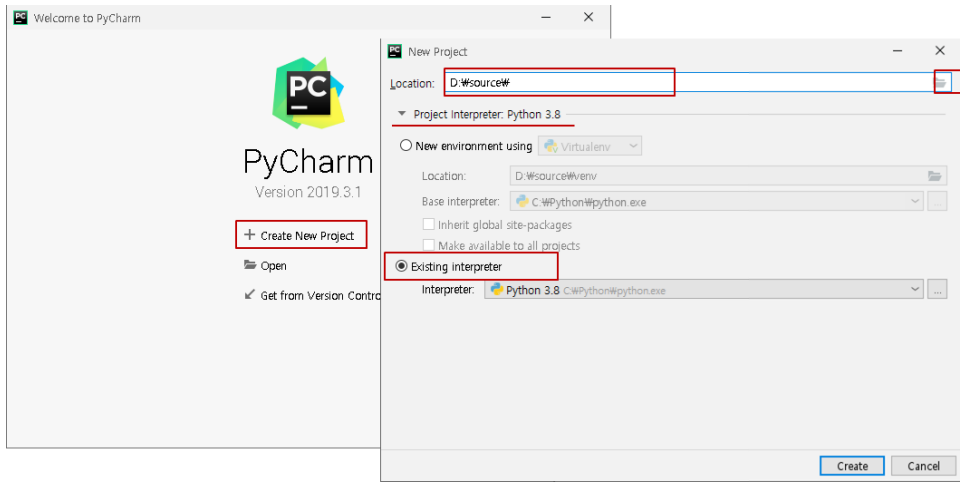 Welcome to PyCharm
PC
PyCharm
Version 2019.3.1
Create New Project
Open
Get from Version Contro
New Project
Location: D:₩source₩
Project Interpreter: Python 3.8
New environment using Virtualenv
Location: D:₩source₩venv
Base interpreter: C:₩Python₩python.exe
Inherit global site-packages
Make available to all projects
Existing interpreter
Interpreter: Python 3.8 C:₩Python₩python.exe
Create Cancel